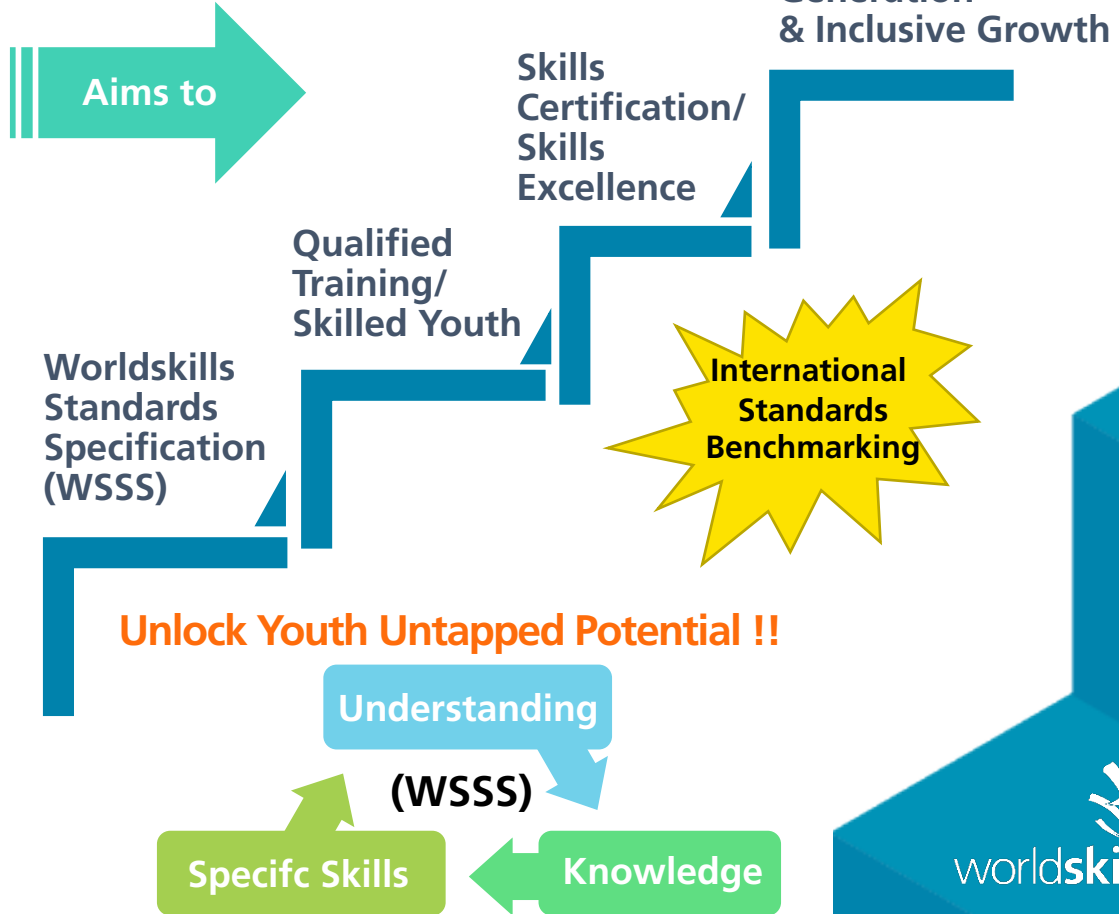 Generation
& Inclusive Growth
Aims to
Skills
Certification/
Skills
Excellence
Qualified
Training/
Skilled Youth
International
Standards
Benchmarking
Worldskills
Standards
Specification
(WSSS)
Unlock Youth Untapped Potential !!
Understanding
(WSSS)
Specifc Skills
Knowledge
worldski